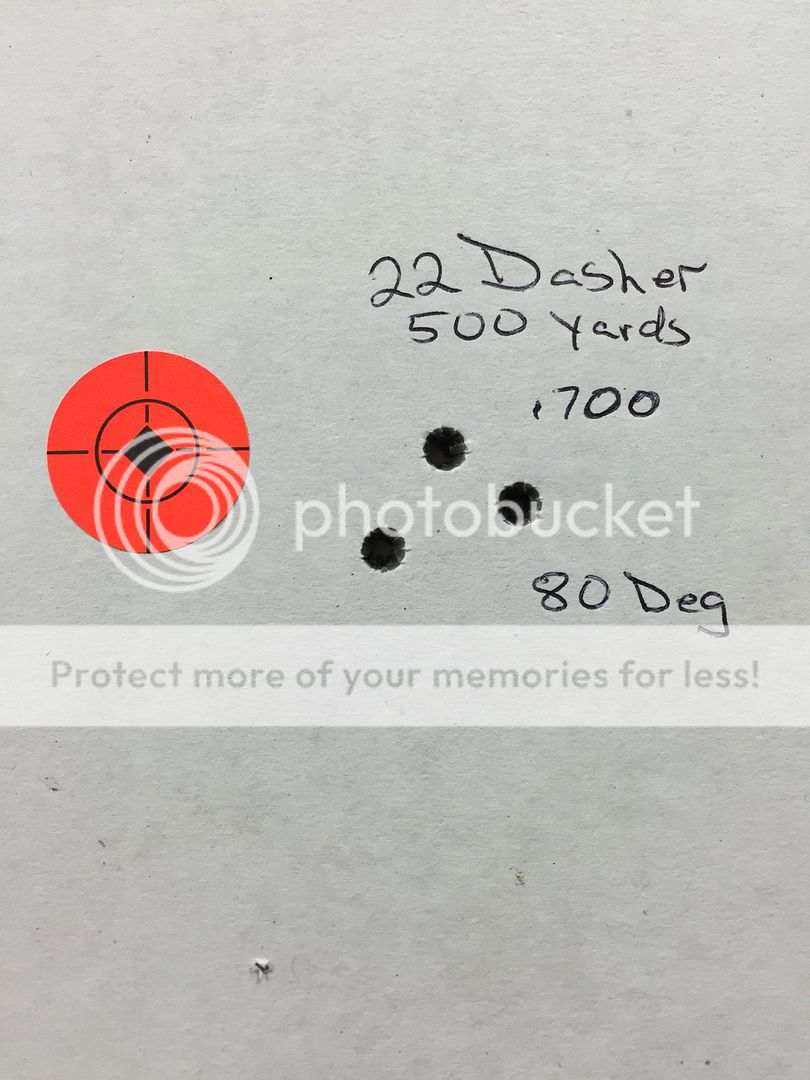 22 Dasher
500 yards
.700
photobucket
80 Deg
Protect more of your memories for less!